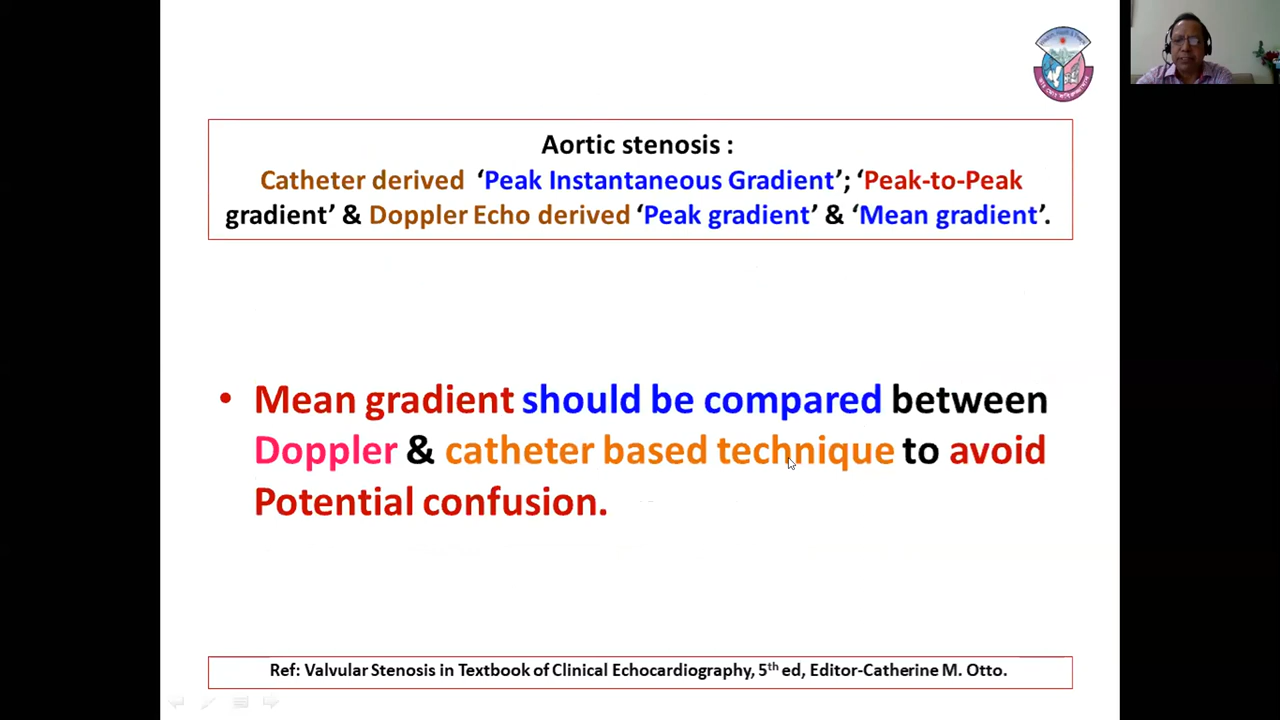 Aortic stenosis :
Catheter derived ‘Peak Instantaneous Gradient’; ‘Peak-to-Peak
gradient’ & Doppler Echo derived ‘Peak gradient’ & ‘Mean gradient’.
• Mean gradient should be compared between
Doppler & catheter based technique to avoid
Potential confusion.
Ref: Valvular Stenosis in Textbook of Clinical Echocardiography, 5th ed, Editor-Catherine M. Otto.